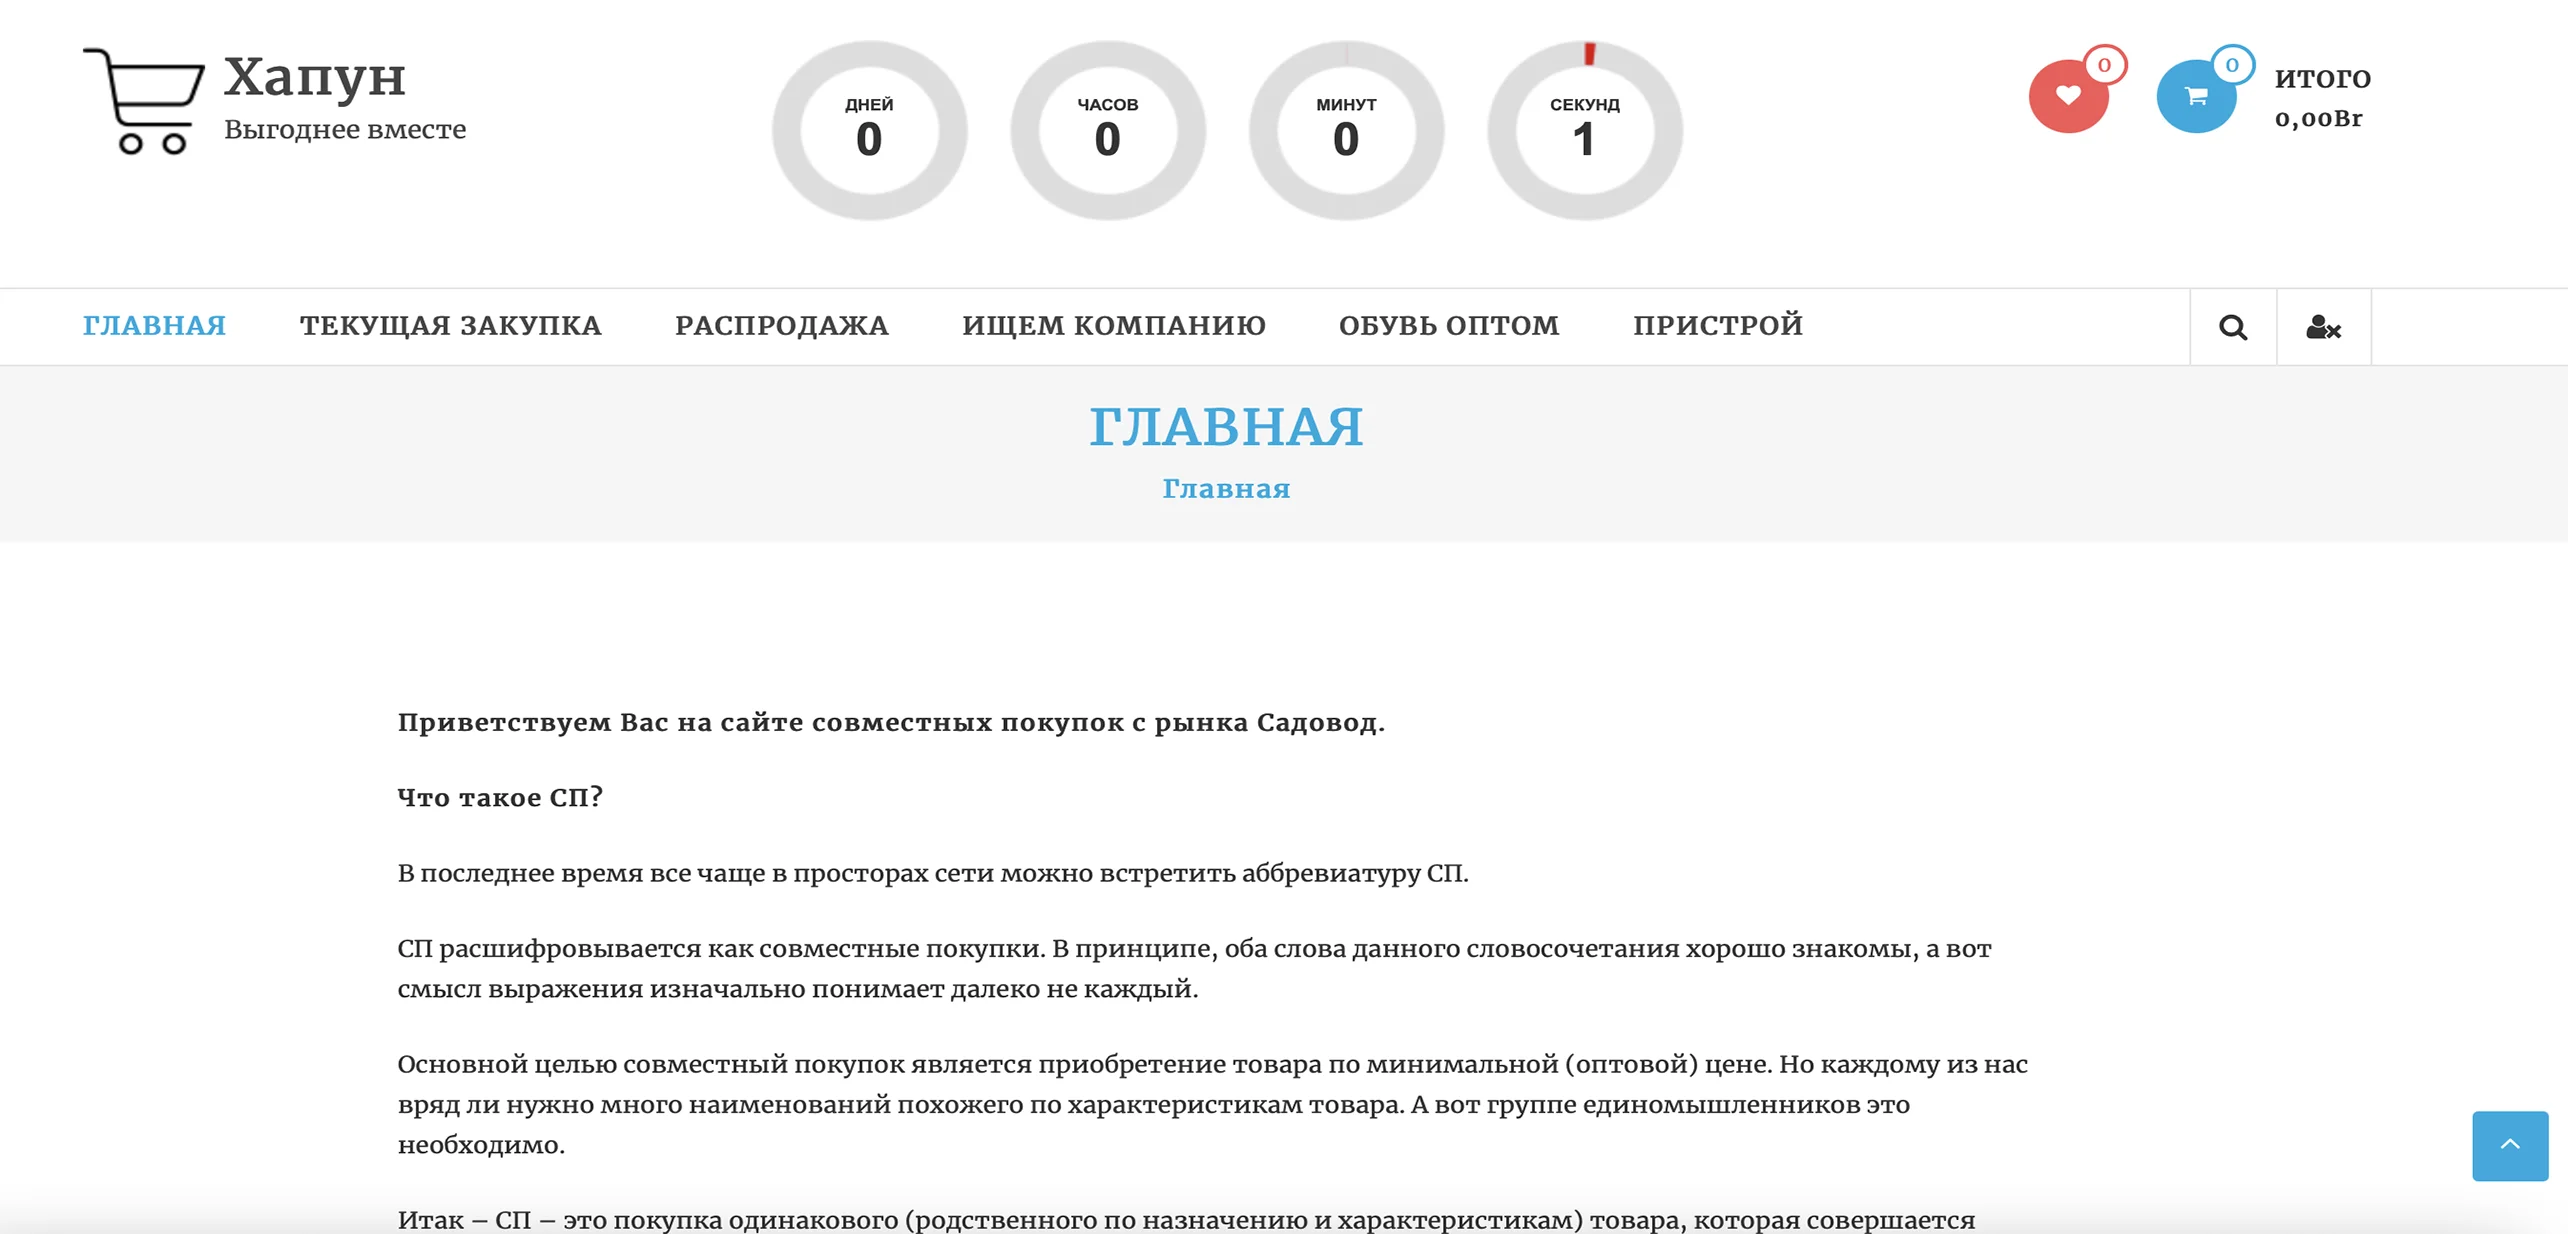 Хапун
Выгоднее вместе
ДНЕЙ
0
ЧАСОВ
0
МИНУТ
0
СЕКУНД
1
0
0
ИТОГО
0,00Br
ГЛАВНАЯ
ТЕКУЩАЯ ЗАКУПКА
РАСПРОДАЖА
ИЩЕМ КОМПАНИЮ
ОБУВЬ ОПТОМ
ПРИСТРОЙ
ГЛАВНАЯ
Главная
Приветствуем Вас на сайте совместных покупок с рынка Садовод.
Что такое СП?
В последнее время все чаще в просторах сети можно встретить аббревиатуру СП.
СП расшифровывается как совместные покупки. В принципе, оба слова данного словосочетания хорошо знакомы, а вот
смысл выражения изначально понимает далеко не каждый.
Основной целью совместный покупок является приобретение товара по минимальной (оптовой) цене. Но каждому из нас
вряд ли нужно много наименований похожего по характеристикам товара. А вот группе единомышленников это
необходимо.
Итак – СП – это покупка одинакового (родственного по назначению и характеристикам) товара, которая совершается